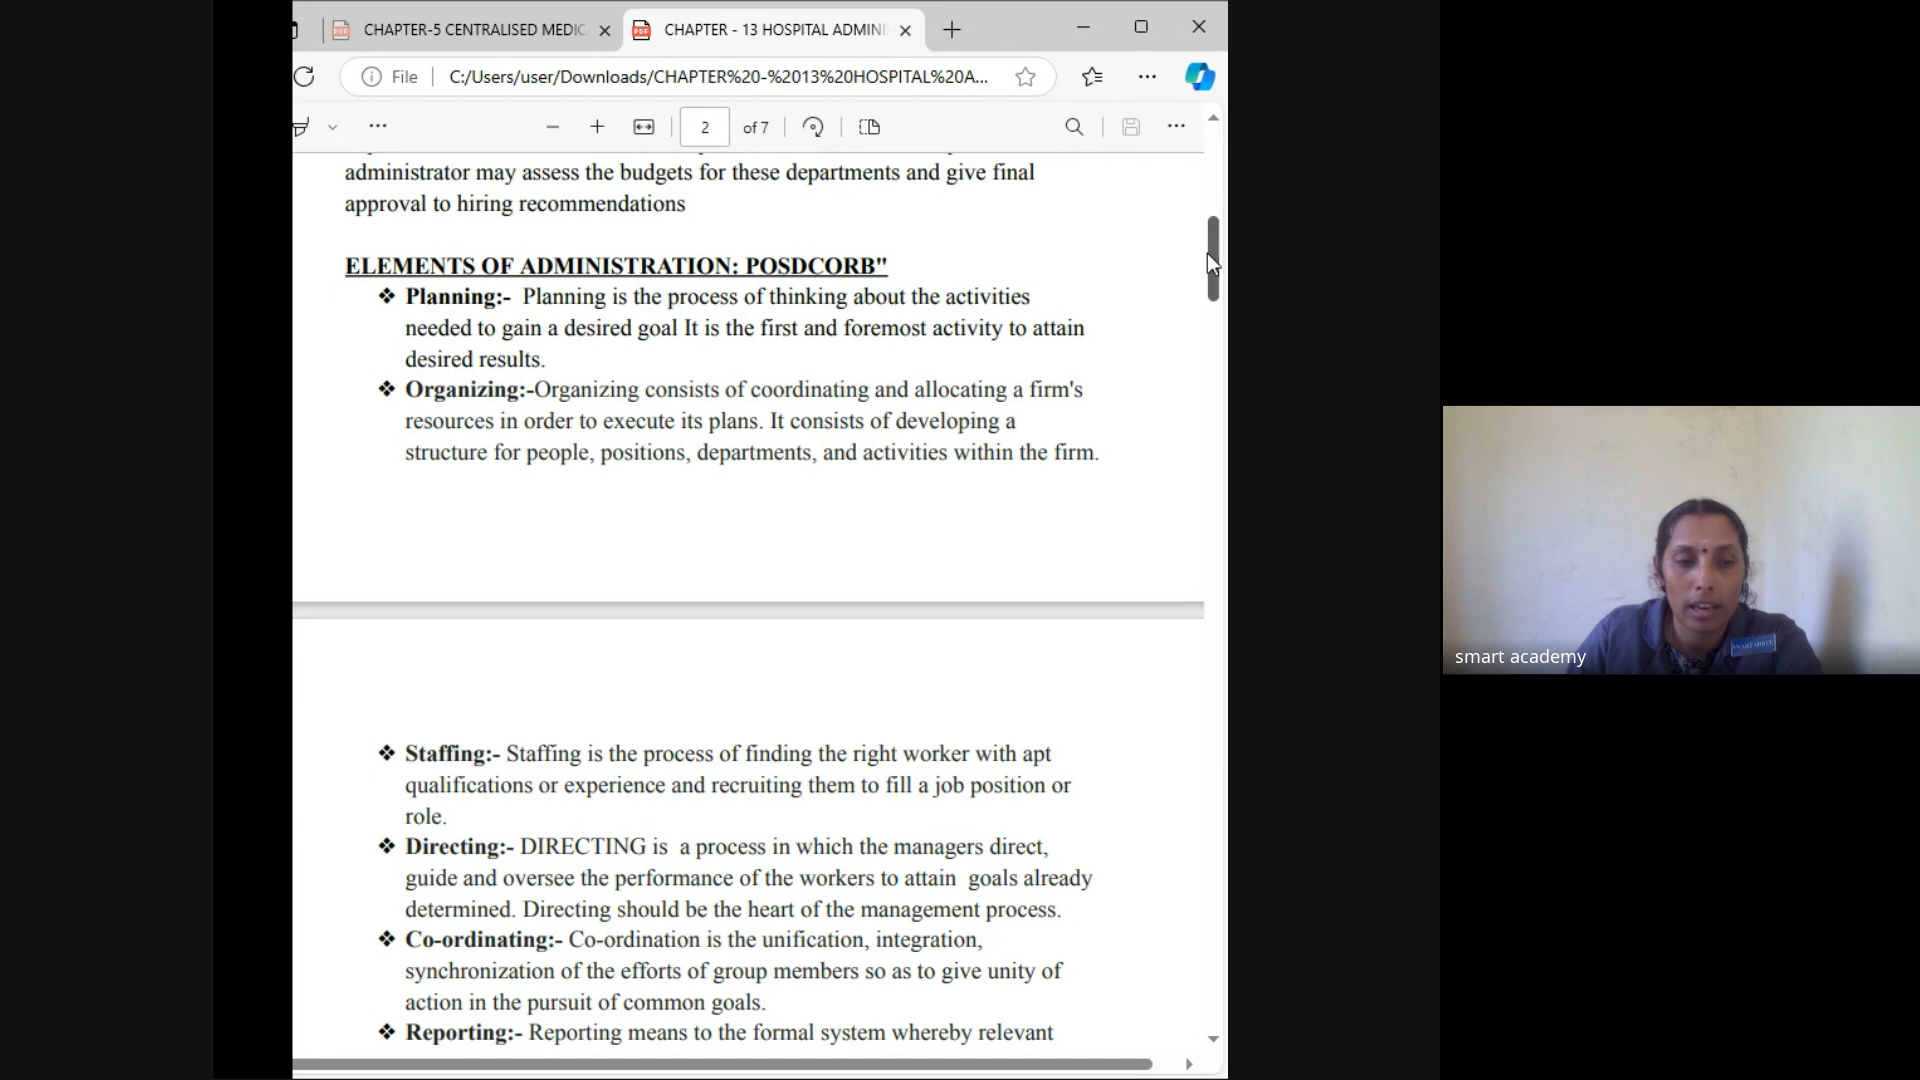 CHAPTER-5 CENTRALISED MEDIC
CHAPTER - 13 HOSPITAL ADMIN
File
C:/Users/user/Downloads/CHAPTER%20-%2013%20HOSPITAL%20A...
2
of 7
administrator may assess the budgets for these departments and give final
approval to hiring recommendations
ELEMENTS OF ADMINISTRATION: POSDCORB"
❖ Planning:- Planning is the process of thinking about the activities
needed to gain a desired goal It is the first and foremost activity to attain
desired results.
❖ Organizing:-Organizing consists of coordinating and allocating a firm's
resources in order to execute its plans. It consists of developing a
structure for people, positions, departments, and activities within the firm.
❖ Staffing:- Staffing is the process of finding the right worker with apt
qualifications or experience and recruiting them to fill a job position or
role.
❖ Directing:- DIRECTING is a process in which the managers direct,
guide and oversee the performance of the workers to attain goals already
determined. Directing should be the heart of the management process.
❖ Co-ordinating:- Co-ordination is the unification, integration,
synchronization of the efforts of group members so as to give unity of
action in the pursuit of common goals.
❖ Reporting:- Reporting means to the formal system whereby relevant
smart academy